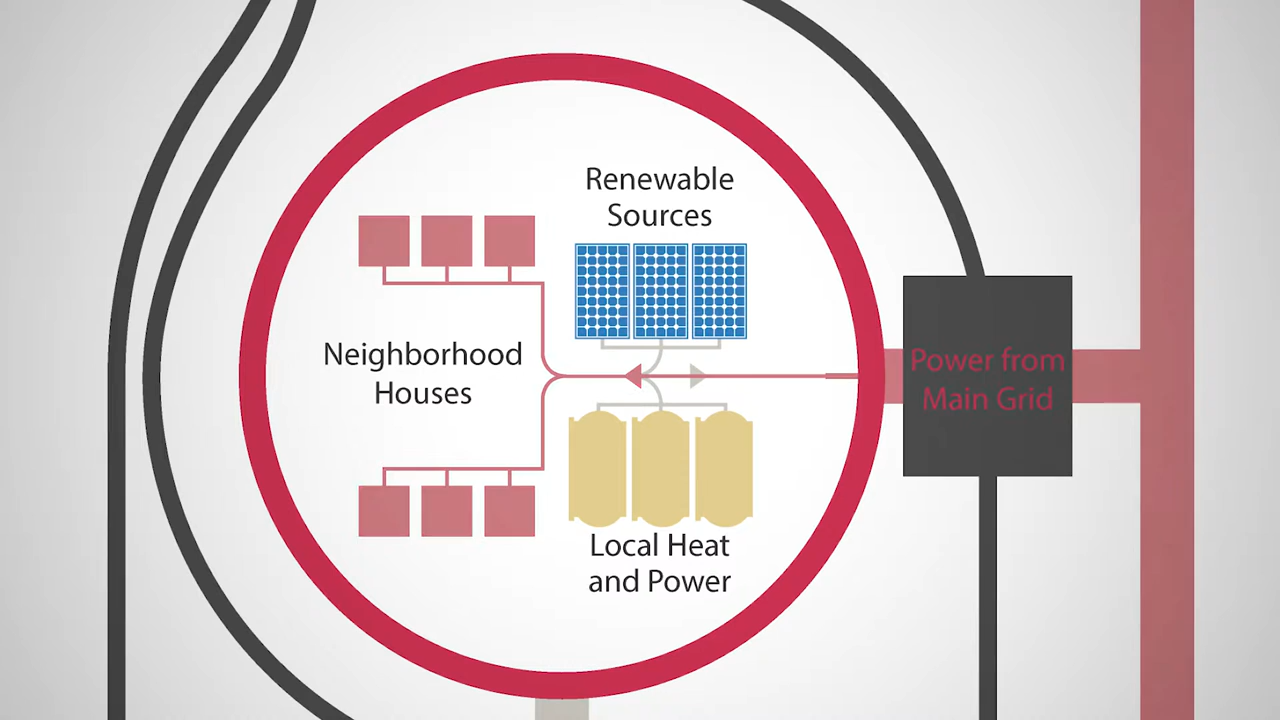 Renewable
Sources
Neighborhood
Houses
Power from
Main Grid
Local Heat
and Power